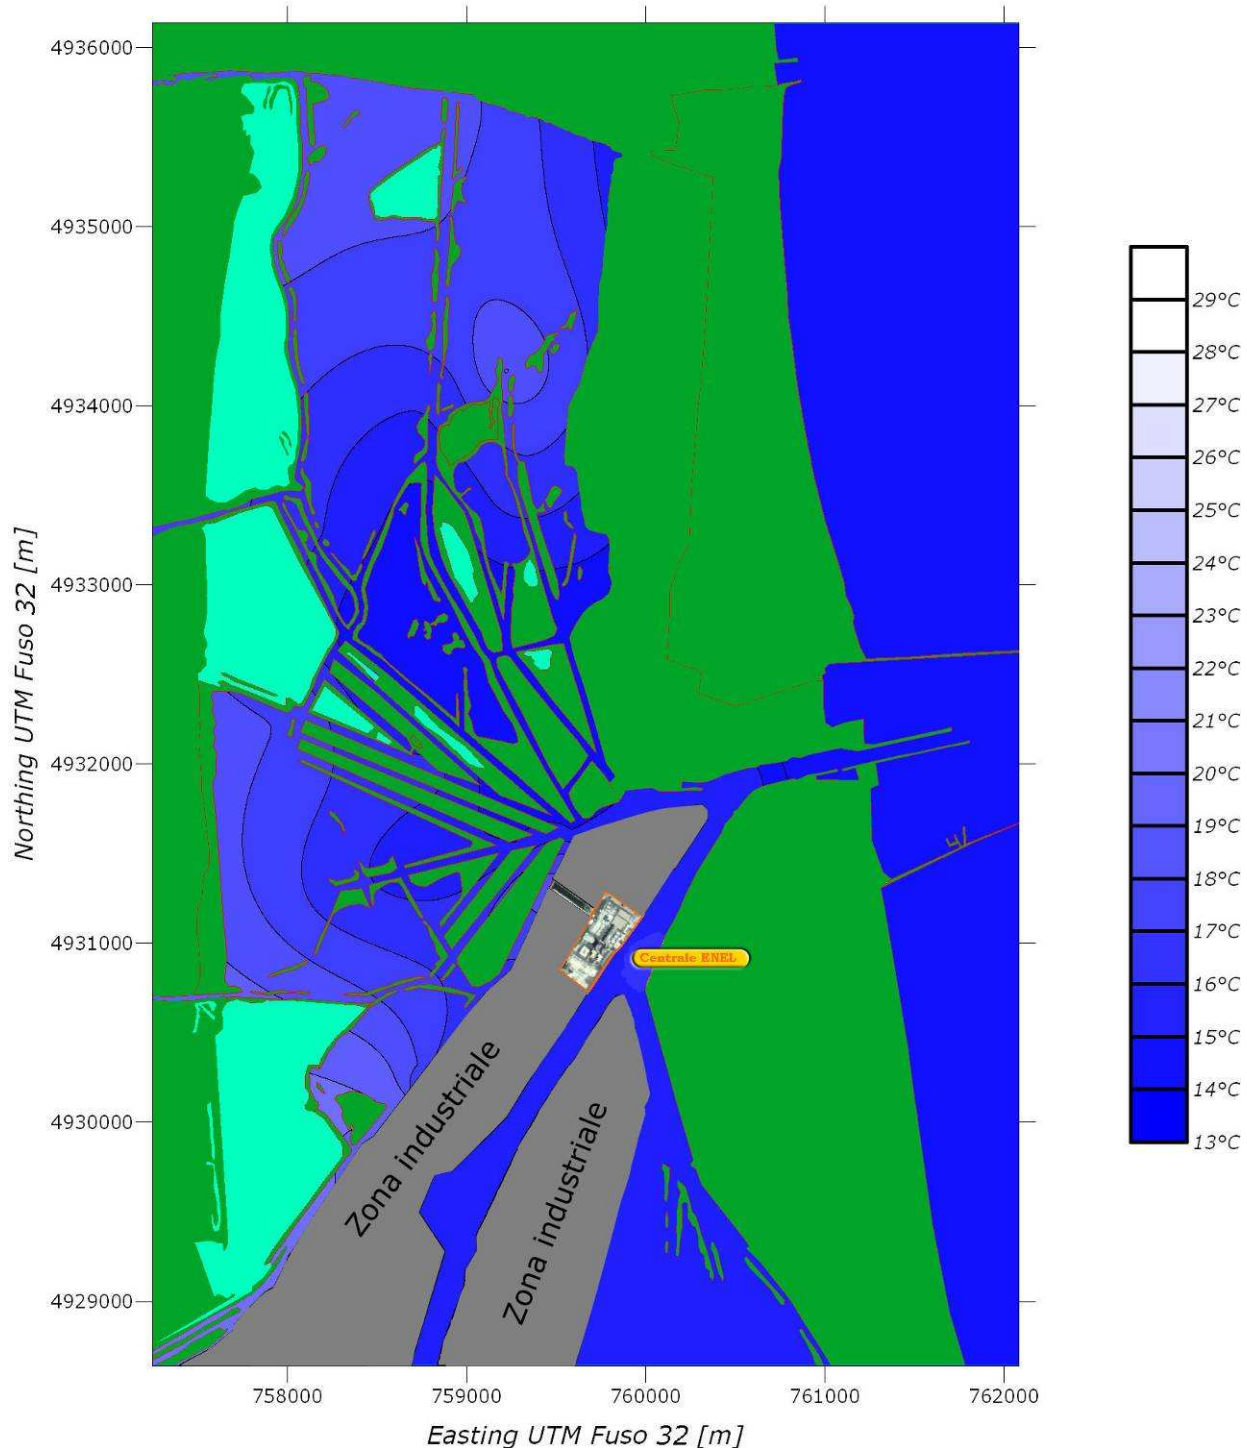 4936000
4935000
4934000
4933000
4932000
4931000
4930000
4929000
Northing UTM Fuso 32 [m]
758000
759000
760000
761000
762000
Easting UTM Fuso 32 [m]
Centrale ENEL
Zona industriale
Zona industriale
29°C
28°C
27°C
26°C
25°C
24°C
23°C
22°C
21°C
20°C
19°C
18°C
17°C
16°C
15°C
14°C
13°C